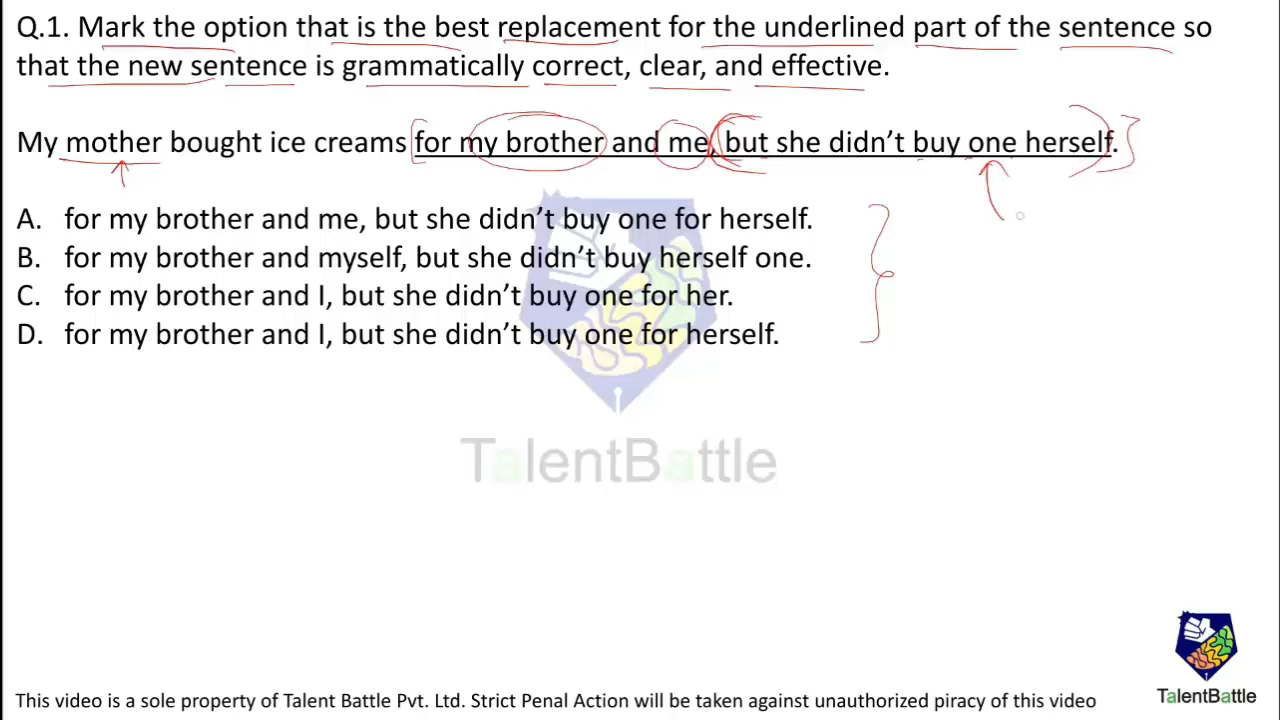 Q.1. Mark the option that is the best replacement for the underlined part of the sentence so
that the new sentence is grammatically correct, clear, and effective.
My mother bought ice creams for my brother and me, but she didn’t buy one herself.
A. for my brother and me, but she didn’t buy one for herself.
B. for my brother and myself, but she didn’t buy herself one.
C. for my brother and I, but she didn’t buy one for her.
D. for my brother and I, but she didn’t buy one for herself.
TalentBattle
TalentBattle
This video is a sole property of Talent Battle Pvt. Ltd. Strict Penal Action will be taken against unauthorized piracy of this video